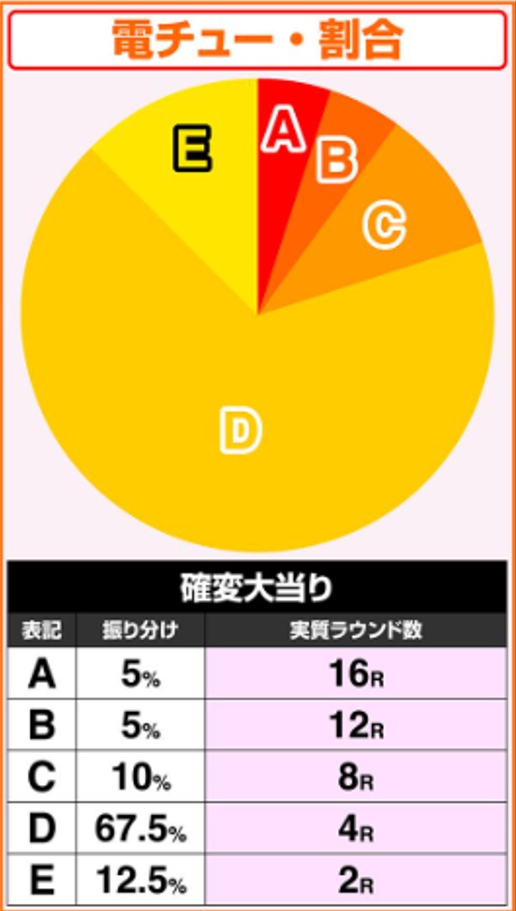 電チュー・割合
A
B
C
D
E
確変大当り
表記 振り分け 実質ラウンド数
A 5% 16R
B 5% 12R
C 10% 8R
D 67.5% 4R
E 12.5% 2R